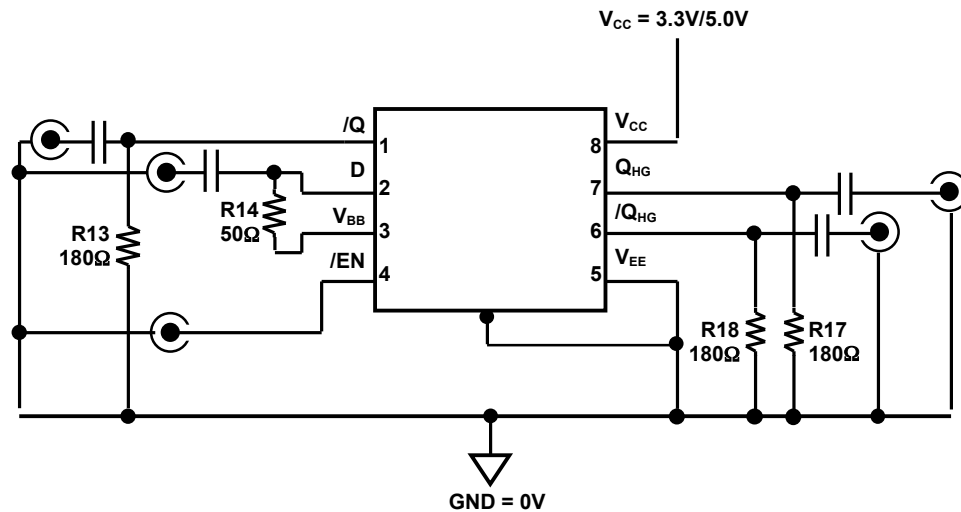 V_CC = 3.3V/5.0V
/Q
1
D
2
V_BB
3
/EN
4
V_CC
8
Q_HG
7
/Q_HG
6
V_EE
5
R13
180Ω
R14
50Ω
R18
180Ω
R17
180Ω
GND = 0V